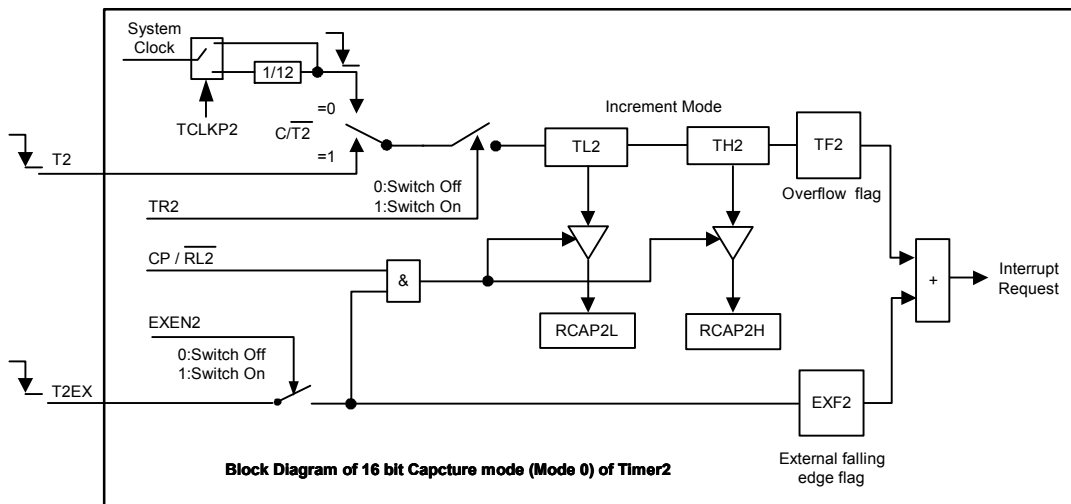 System
Clock
1/12
TCLKP2
=0
C/T2
=1
T2
Increment Mode
TL2
TH2
TF2
Overflow flag
0:Switch Off
1:Switch On
TR2
CP / RL2
&
+
Interrupt
Request
RCAP2L
RCAP2H
EXEN2
0:Switch Off
1:Switch On
T2EX
EXF2
External falling
edge flag
Block Diagram of 16 bit Capcture mode (Mode 0) of Timer2